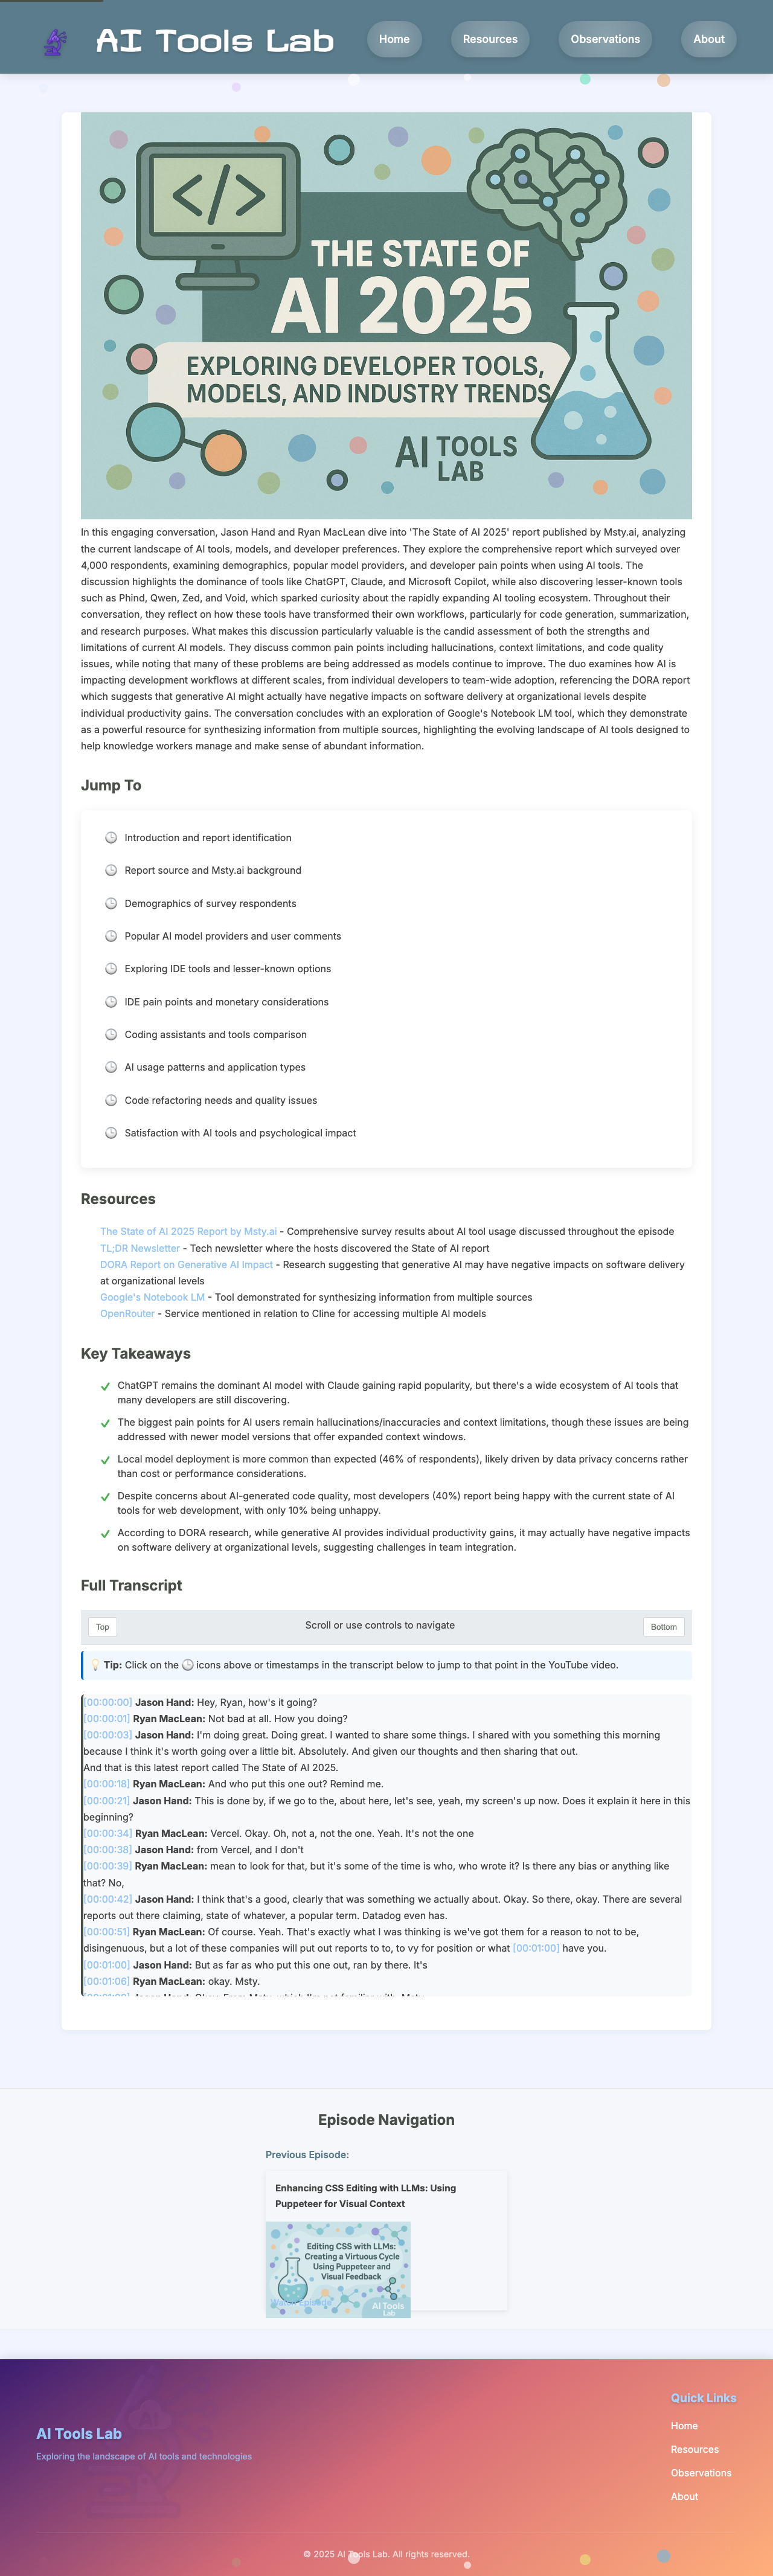 AI Tools Lab
Home
Resources
Observations
About
</>
THE STATE OF
AI 2025
EXPLORING DEVELOPER TOOLS,
MODELS, AND INDUSTRY TRENDS
AI TOOLS
LAB
In this engaging conversation, Jason Hand and Ryan MacLean dive into 'The State of AI 2025' report published by Msty.ai, analyzing
the current landscape of AI tools, models, and developer preferences. They explore the comprehensive report which surveyed over
4,000 respondents, examining demographics, popular model providers, and developer pain points when using AI tools. The
discussion highlights the dominance of tools like ChatGPT, Claude, and Microsoft Copilot, while also discovering lesser-known tools
such as Phind, Qwen, Zed, and Void, which sparked curiosity about the rapidly expanding AI tooling ecosystem. Throughout their
conversation, they reflect on how these tools have transformed their own workflows, particularly for code generation, summarization,
and research purposes. What makes this discussion particularly valuable is the candid assessment of both the strengths and
limitations of current AI models. They discuss common pain points including hallucinations, context limitations, and code quality
issues, while noting that many of these problems are being addressed as models continue to improve. The duo examines how AI is
impacting development workflows at different scales, from individual developers to team-wide adoption, referencing the DORA report
which suggests that generative AI might actually have negative impacts on software delivery at organizational levels despite
individual productivity gains. The conversation concludes with an exploration of Google's Notebook LM tool, which they demonstrate
as a powerful resource for synthesizing information from multiple sources, highlighting the evolving landscape of AI tools designed to
help knowledge workers manage and make sense of abundant information.
Jump To
Introduction and report identification
Report source and Msty.ai background
Demographics of survey respondents
Popular AI model providers and user comments
Exploring IDE tools and lesser-known options
IDE pain points and monetary considerations
Coding assistants and tools comparison
AI usage patterns and application types
Code refactoring needs and quality issues
Satisfaction with AI tools and psychological impact
Resources
The State of AI 2025 Report by Msty.ai - Comprehensive survey results about AI tool usage discussed throughout the episode
TL;DR Newsletter - Tech newsletter where the hosts discovered the State of AI report
DORA Report on Generative AI Impact - Research suggesting that generative AI may have negative impacts on software delivery
at organizational levels
Google's Notebook LM - Tool demonstrated for synthesizing information from multiple sources
OpenRouter - Service mentioned in relation to Cline for accessing multiple AI models
Key Takeaways
ChatGPT remains the dominant AI model with Claude gaining rapid popularity, but there's a wide ecosystem of AI tools that
many developers are still discovering.
The biggest pain points for AI users remain hallucinations/inaccuracies and context limitations, though these issues are being
addressed with newer model versions that offer expanded context windows.
Local model deployment is more common than expected (46% of respondents), likely driven by data privacy concerns rather
than cost or performance considerations.
Despite concerns about AI-generated code quality, most developers (40%) report being happy with the current state of AI
tools for web development, with only 10% being unhappy.
According to DORA research, while generative AI provides individual productivity gains, it may actually have negative impacts
on software delivery at organizational levels, suggesting challenges in team integration.
Full Transcript
Top
Scroll or use controls to navigate
Bottom
Tip: Click on the icons above or timestamps in the transcript below to jump to that point in the YouTube video.
[00:00:00] Jason Hand: Hey, Ryan, how's it going?
[00:00:01] Ryan MacLean: Not bad at all. How you doing?
[00:00:03] Jason Hand: I'm doing great. Doing great. I wanted to share some things. I shared with you something this morning
because I think it's worth going over a little bit. Absolutely. And given our thoughts and then sharing that out.
And that is this latest report called The State of AI 2025.
[00:00:18] Ryan MacLean: And who put this one out? Remind me.
[00:00:21] Jason Hand: This is done by, if we go to the, about here, let's see, yeah, my screen's up now. Does it explain it here in this
beginning?
[00:00:34] Ryan MacLean: Vercel. Okay. Oh, not a, not the one. Yeah. It's not the one
[00:00:38] Jason Hand: from Vercel, and I don't
[00:00:39] Ryan MacLean: mean to look for that, but it's some of the time is who, who wrote it? Is there any bias or anything like
that? No,
[00:00:42] Jason Hand: I think that's a good, clearly that was something we actually about. Okay. So there, okay. There are several
reports out there claiming, state of whatever, a popular term. Datadog even has.
[00:00:51] Ryan MacLean: Of course. Yeah. That's exactly what I was thinking is we've got them for a reason to not to be,
disingenuous, but a lot of these companies will put out reports to to, to vy for position or what [00:01:00] have you.
[00:01:00] Jason Hand: But as far as who put this one out, ran by there. It's
[00:01:06] Ryan MacLean: okay. Msty.
Episode Navigation
Previous Episode:
Enhancing CSS Editing with LLMs: Using
Puppeteer for Visual Context
Editing CSS with LLMs:
Creating a Virtuous Cycle
Using Puppeteer and
Visual Feedback
Watch Episode
AI Tools
Lab
AI Tools Lab
Exploring the landscape of AI tools and technologies
Quick Links
Home
Resources
Observations
About
© 2025 AI Tools Lab. All rights reserved.